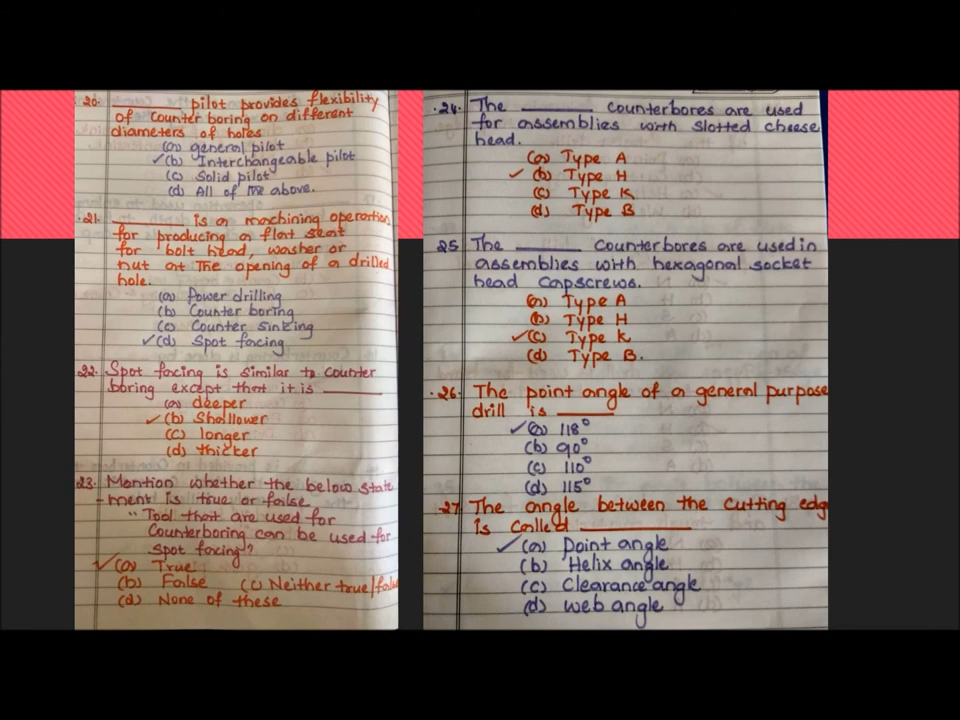 20. ________ pilot provides flexibility
of counter boring on different
diameters of holes
(a) general pilot
(b) Interchangeable pilot
(c) Solid pilot
(d) All of the above.
21. ________ is a machining operation
for producing a flat seat
for bolt head, washer or
nut at The opening of a drilled
hole.
(a) Power drilling
(b) Counter boring
(c) Counter sinking
(d) Spot facing
22. Spot facing is similar to counter
boring except that it is ________
(a) deeper
(b) Shallower
(c) longer
(d) thicker
23. Mention whether the below state
-ment is true or false
"Tool that are used for
Counterboring can be used for
spot facing?
(a) True
(b) False (c) Neither true/false
(d) None of these
24. The ________ counterbores are used
for assemblies with slotted cheese
head.
(a) Type A
(b) Type H
(c) Type K
(d) Type B
25 The ________ counterbores are used in
assemblies with hexagonal socket
head capscrews.
(a) Type A
(b) Type H
(c) Type K
(d) Type B.
26. The point angle of a general purpose
drill is ________
(a) 118°
(b) 90°
(c) 110°
(d) 115°
27 The angle between the cutting edge
is called ________
(a) Point angle
(b) Helix angle
(c) Clearance angle
(d) web angle